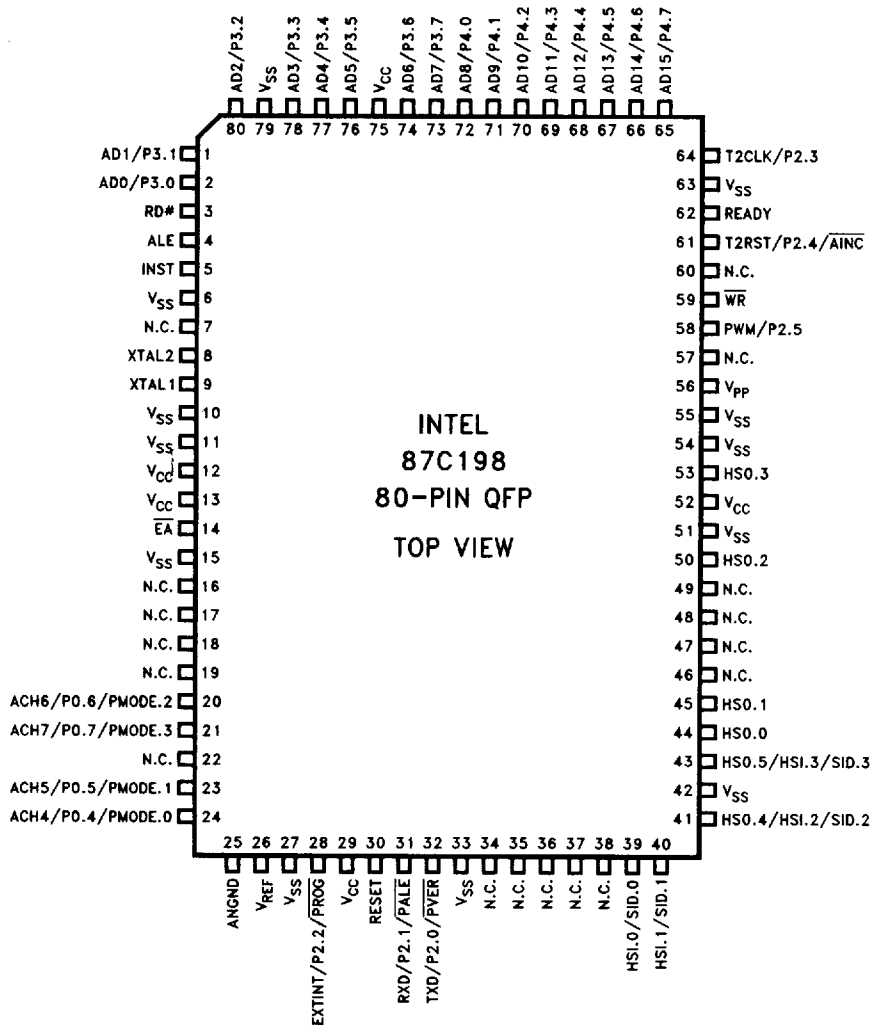 AD2/P3.2
VSS
AD3/P3.3
AD4/P3.4
AD5/P3.5
VCC
AD6/P3.6
AD7/P3.7
AD8/P4.0
AD9/P4.1
AD10/P4.2
AD11/P4.3
AD12/P4.4
AD13/P4.5
AD14/P4.6
AD15/P4.7
80 79 78 77 76 75 74 73 72 71 70 69 68 67 66 65
AD1/P3.1 1
AD0/P3.0 2
RD# 3
ALE 4
INST 5
VSS 6
N.C. 7
XTAL2 8
XTAL1 9
VSS 10
VSS 11
VCC 12
VCC 13
EA 14
VSS 15
N.C. 16
N.C. 17
N.C. 18
N.C. 19
ACH6/P0.6/PMODE.2 20
ACH7/P0.7/PMODE.3 21
N.C. 22
ACH5/P0.5/PMODE.1 23
ACH4/P0.4/PMODE.0 24
INTEL
87C198
80-PIN QFP
TOP VIEW
64 T2CLK/P2.3
63 VSS
62 READY
61 T2RST/P2.4/AINC
60 N.C.
59 WR
58 PWM/P2.5
57 N.C.
56 VPP
55 VSS
54 VSS
53 HS0.3
52 VCC
51 VSS
50 HS0.2
49 N.C.
48 N.C.
47 N.C.
46 N.C.
45 HS0.1
44 HS0.0
43 HS0.5/HSI.3/SID.3
42 VSS
41 HS0.4/HSI.2/SID.2
25 26 27 28 29 30 31 32 33 34 35 36 37 38 39 40
ANGND
VREF
VSS
EXTINT/P2.2/PROG
VCC
RESET
RXD/P2.1/PALE
TXD/P2.0/PVER
VSS
N.C.
N.C.
N.C.
N.C.
N.C.
HSI.0/SID.0
HSI.1/SID.1